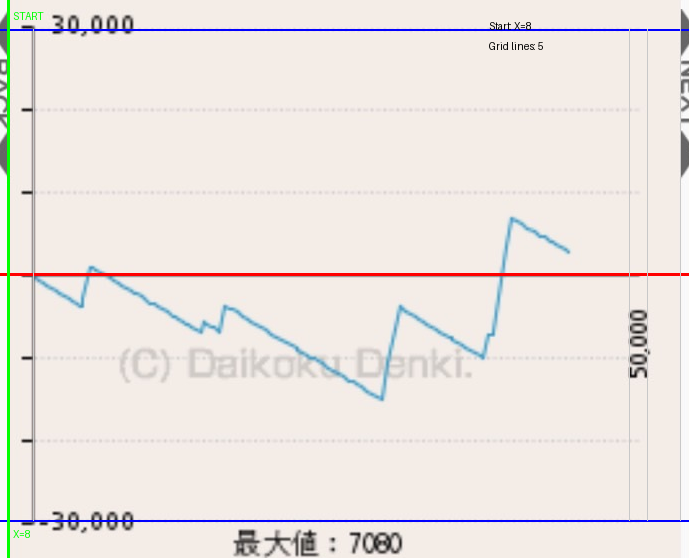 START
30,000
Start: X=8
Grid lines: 5
BACK
NEXT
50,000
(C) Daikoku Denki.
-30,000
X=8
最大値：7080